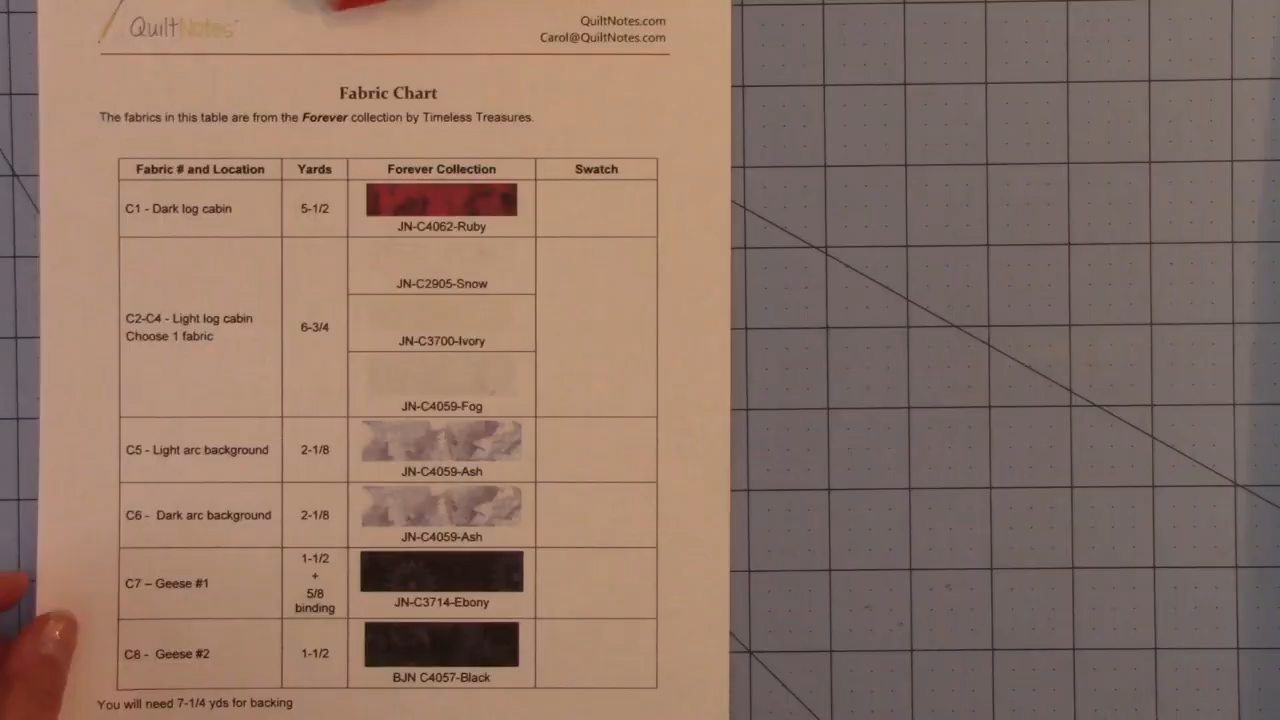 QuiltNotes
QuiltNotes.com
Carol@QuiltNotes.com
Fabric Chart
The fabrics in this table are from the Forever collection by Timeless Treasures.
Fabric # and Location Yards Forever Collection Swatch
C1 - Dark log cabin 5-1/2
JN-C4062-Ruby
C2-C4 - Light log cabin
Choose 1 fabric
6-3/4
JN-C2905-Snow
JN-C3700-Ivory
JN-C4059-Fog
C5 - Light arc background 2-1/8
JN-C4059-Ash
C6 - Dark arc background 2-1/8
JN-C4059-Ash
C7 – Geese #1
1-1/2
+
5/8
binding
JN-C3714-Ebony
C8 - Geese #2 1-1/2
BJN C4057-Black
You will need 7-1/4 yds for backing